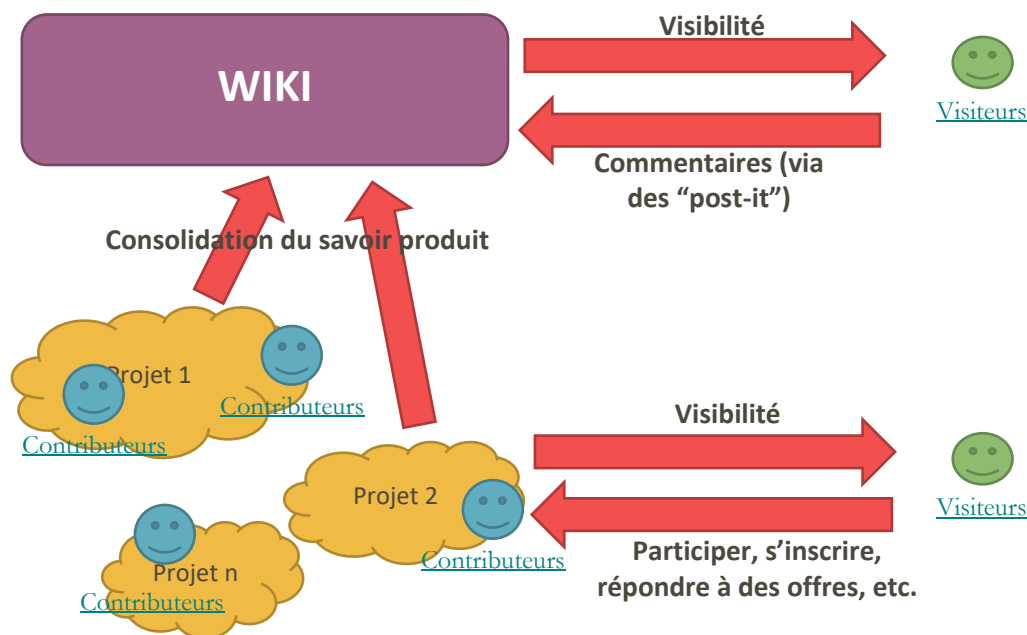 Visibilité
WIKI
Visiteurs
Commentaires (via
des “post-it”)
Consolidation du savoir produit
Projet 1
Contributeurs
Contributeurs
Visibilité
Projet 2
Visiteurs
Contributeurs
Participer, s’inscrire,
répondre à des offres, etc.
Projet n
Contributeurs